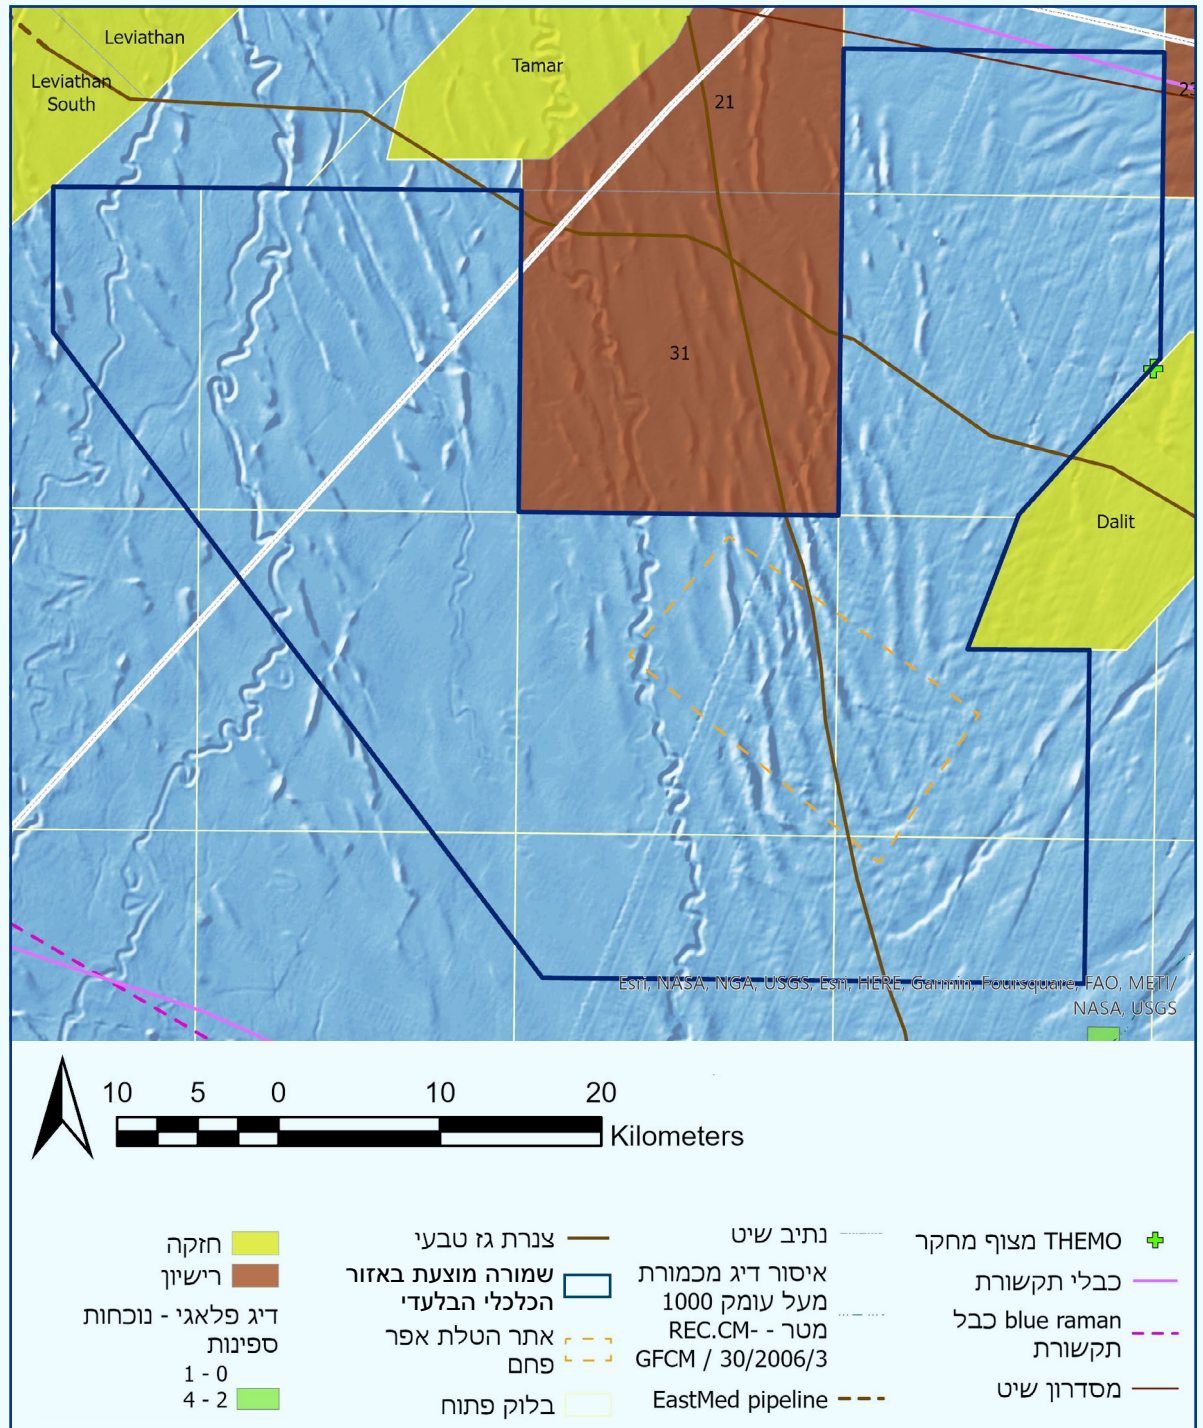 Leviathan
Leviathan
South
Tamar
21
23
31
Dalit
Esri, NASA, NGA, USGS, Esri, HERE, Garmin, Foursquare, FAO, METI/
NASA, USGS
10 5 0 10 20
Kilometers
THEMO מצוף מחקר
כבלי תקשורת
blue raman כבל
תקשורת
מסדרון שיט
נתיב שיט
איסור דיג מכמורת
מעל עומק 1000
מטר - REC.CM-
GFCM / 30/2006/3
EastMed pipeline
צנרת גז טבעי
שמורה מוצעת באזור
הכלכלי הבלעדי
אתר הטלת אפר
פחם
בלוק פתוח
חזקה
רישיון
דיג פלאגי - נוכחות
ספינות
1 - 0
4 - 2